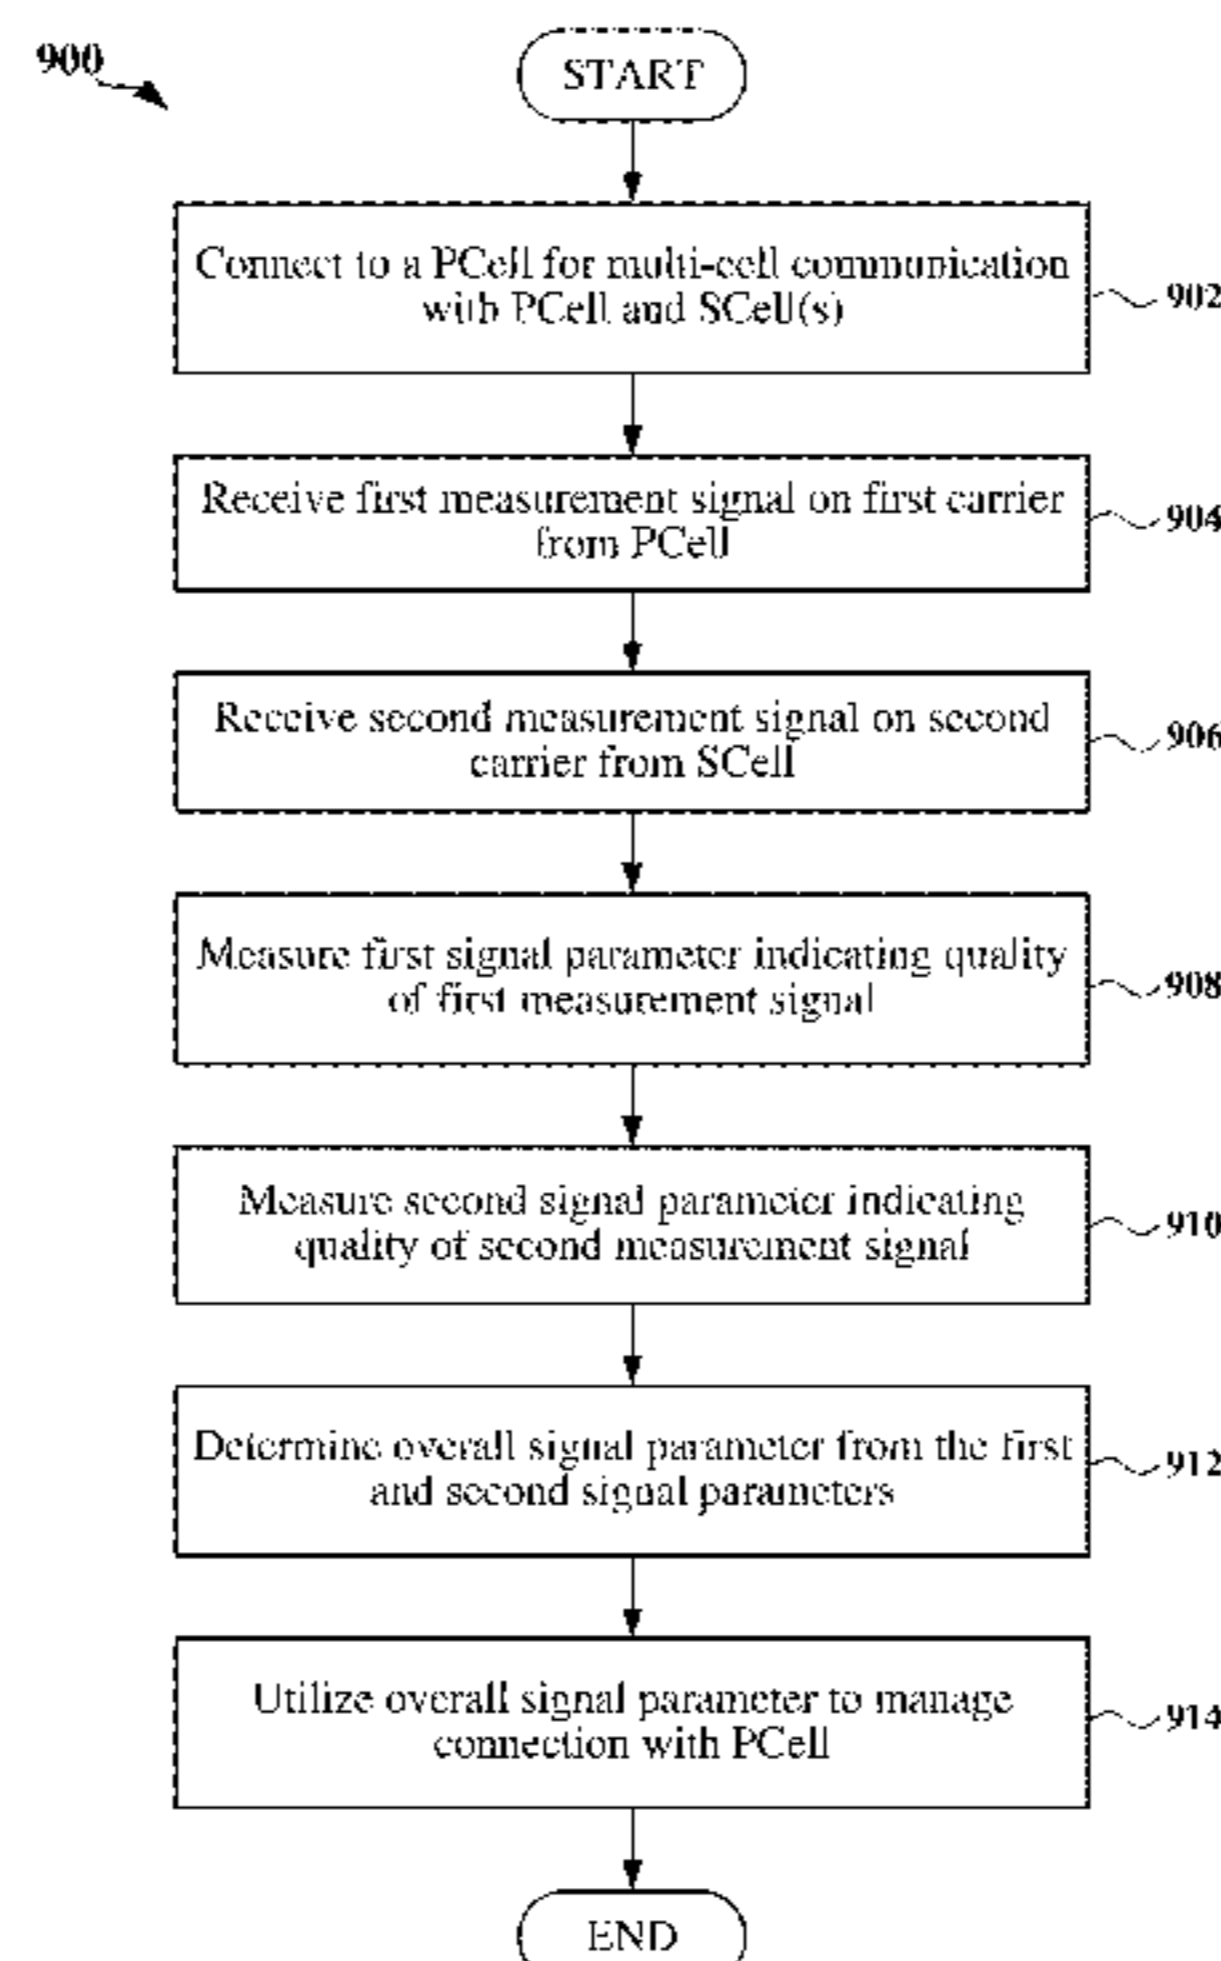 900
START
Connect to a PCell for multi-cell communication
with PCell and SCell(s)
902
Receive first measurement signal on first carrier
from PCell
904
Receive second measurement signal on second
carrier from SCell
906
Measure first signal parameter indicating quality
of first measurement signal
908
Measure second signal parameter indicating
quality of second measurement signal
910
Determine overall signal parameter from the first
and second signal parameters
912
Utilize overall signal parameter to manage
connection with PCell
914
END